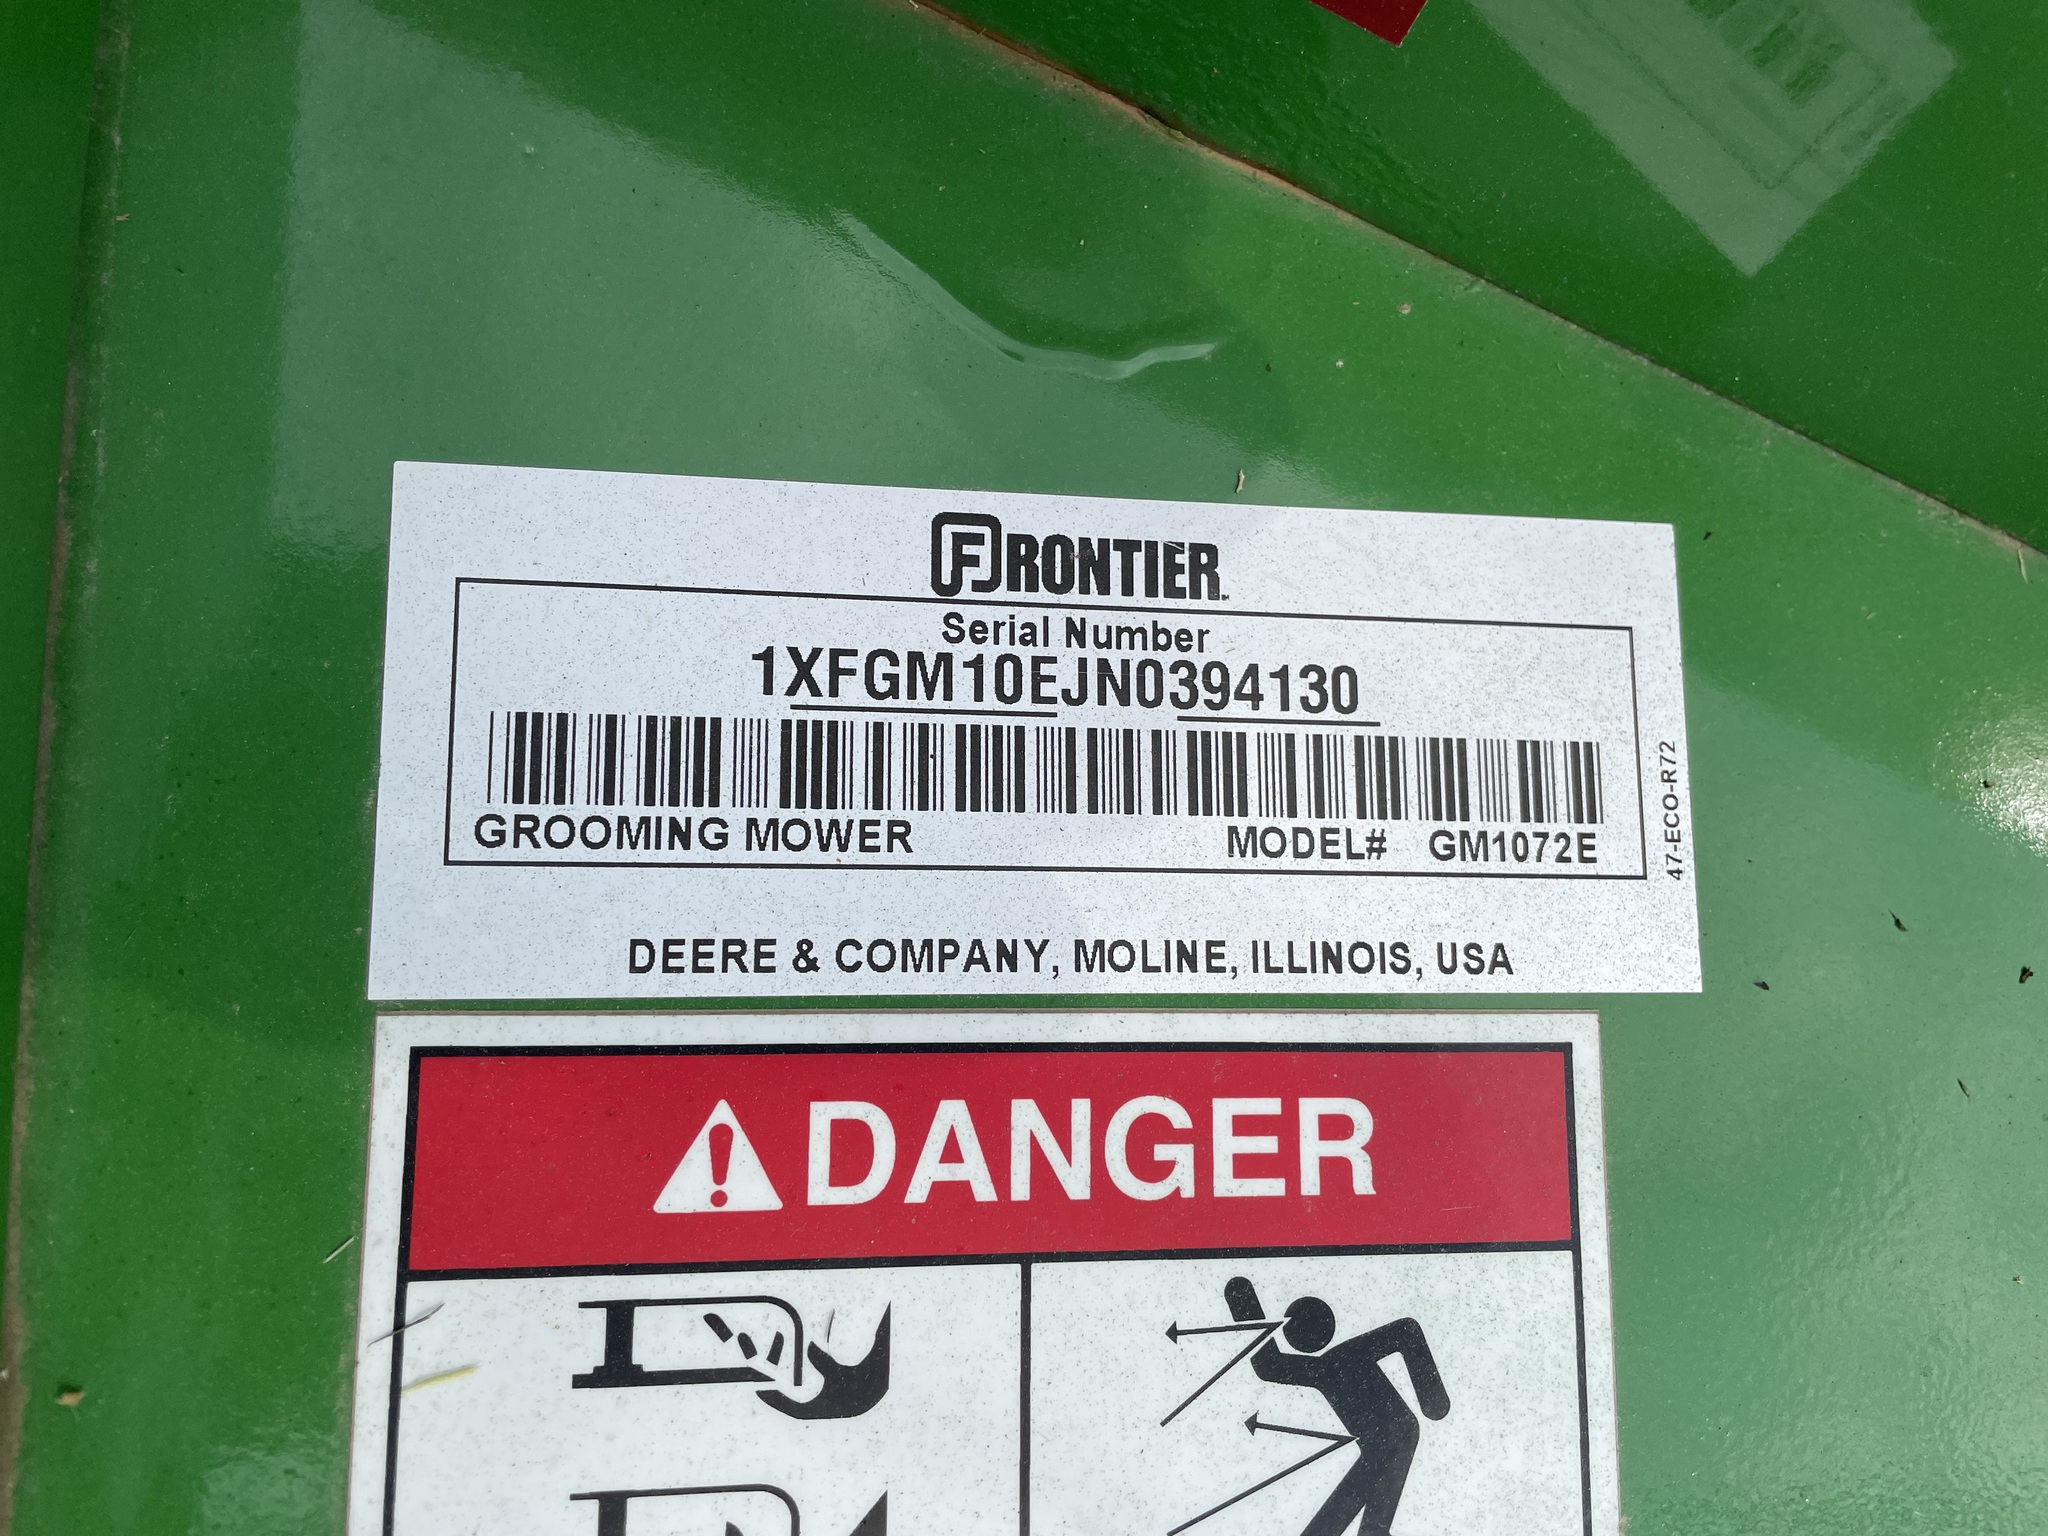 FRONTIER
Serial Number
1XFGM10EJN0394130
GROOMING MOWER MODEL# GM1072E
47-ECO-R72
DEERE & COMPANY, MOLINE, ILLINOIS, USA
DANGER